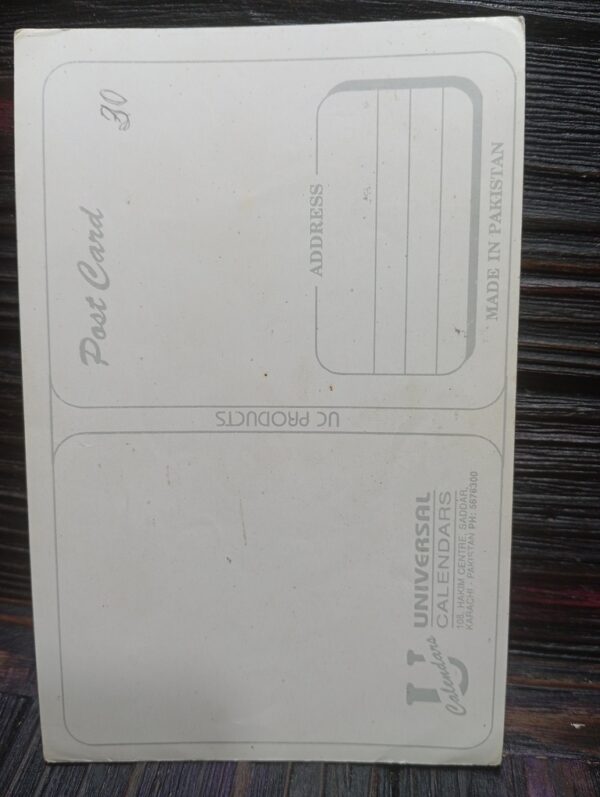 Post Card
30
ADDRESS
MADE IN PAKISTAN
UC PRODUCTS
U
Calendars
UNIVERSAL
CALENDARS
108, HAKIM CENTRE, SADDAR,
KARACHI - PAKISTAN PH: 5678300